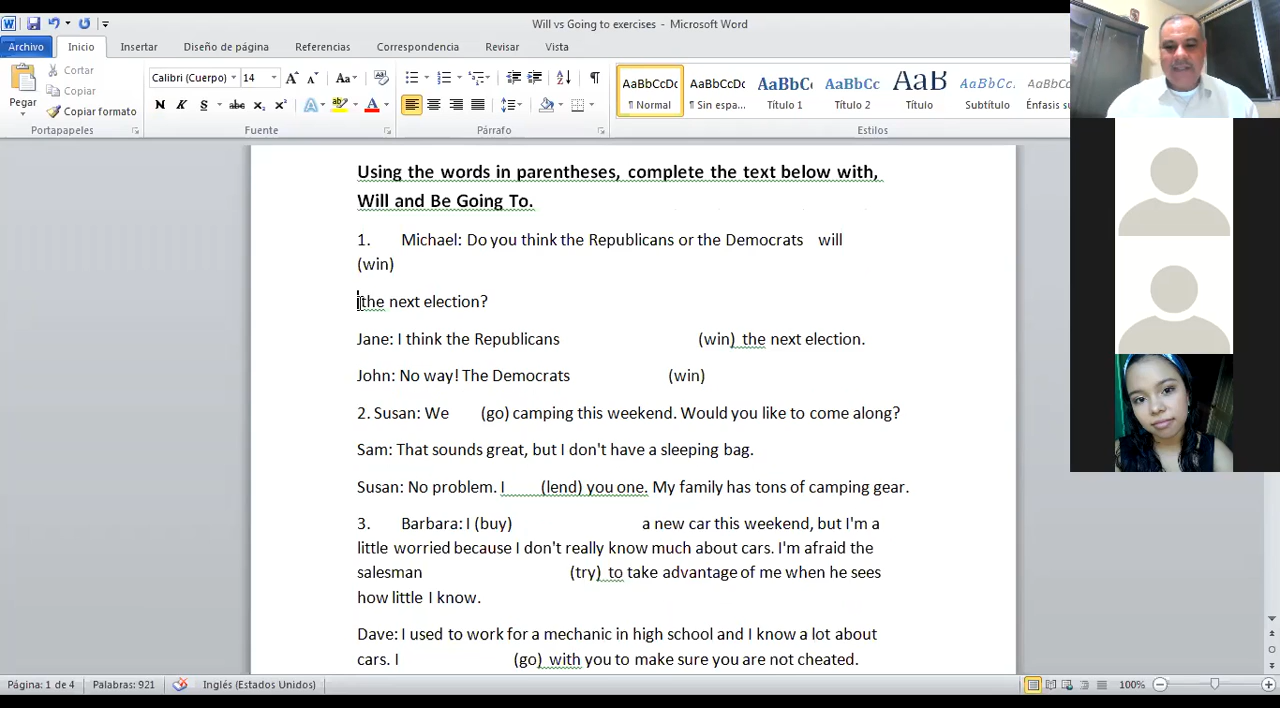 Will vs Going to exercises - Microsoft Word
Archivo Inicio Insertar Diseño de página Referencias Correspondencia Revisar Vista
Pegar
Cortar
Copiar
Copiar formato
Portapapeles
Calibri (Cuerpo) 14
N K S abc x₂ x²
Fuente
Párrafo
AaBbCcDc AaBbCcDc AaBbC AaBbCc AaB AaBbCc AaBbCcDc
¶ Normal ¶ Sin espa... Título 1 Título 2 Título Subtítulo Énfasis su
Estilos
Using the words in parentheses, complete the text below with,
Will and Be Going To.
1. Michael: Do you think the Republicans or the Democrats will
(win)
the next election?
Jane: I think the Republicans (win) the next election.
John: No way! The Democrats (win)
2. Susan: We (go) camping this weekend. Would you like to come along?
Sam: That sounds great, but I don't have a sleeping bag.
Susan: No problem. I (lend) you one. My family has tons of camping gear.
3. Barbara: I (buy) a new car this weekend, but I'm a
little worried because I don't really know much about cars. I'm afraid the
salesman (try) to take advantage of me when he sees
how little I know.
Dave: I used to work for a mechanic in high school and I know a lot about
cars. I (go) with you to make sure you are not cheated.
Página: 1 de 4 Palabras: 921 Inglés (Estados Unidos) 100%